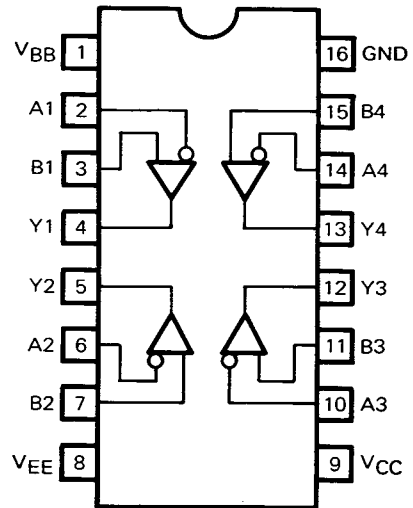 VBB 1 16 GND
A1 2 15 B4
B1 3 14 A4
Y1 4 13 Y4
Y2 5 12 Y3
A2 6 11 B3
B2 7 10 A3
VEE 8 9 VCC